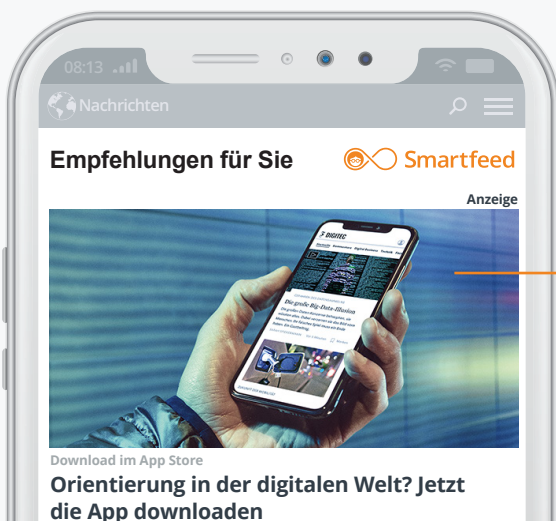 08:13
Nachrichten
Empfehlungen für Sie
Smartfeed
Anzeige
DIGITEC
Die große Big-Data-Illusion
Download im App Store
Orientierung in der digitalen Welt? Jetzt
die App downloaden